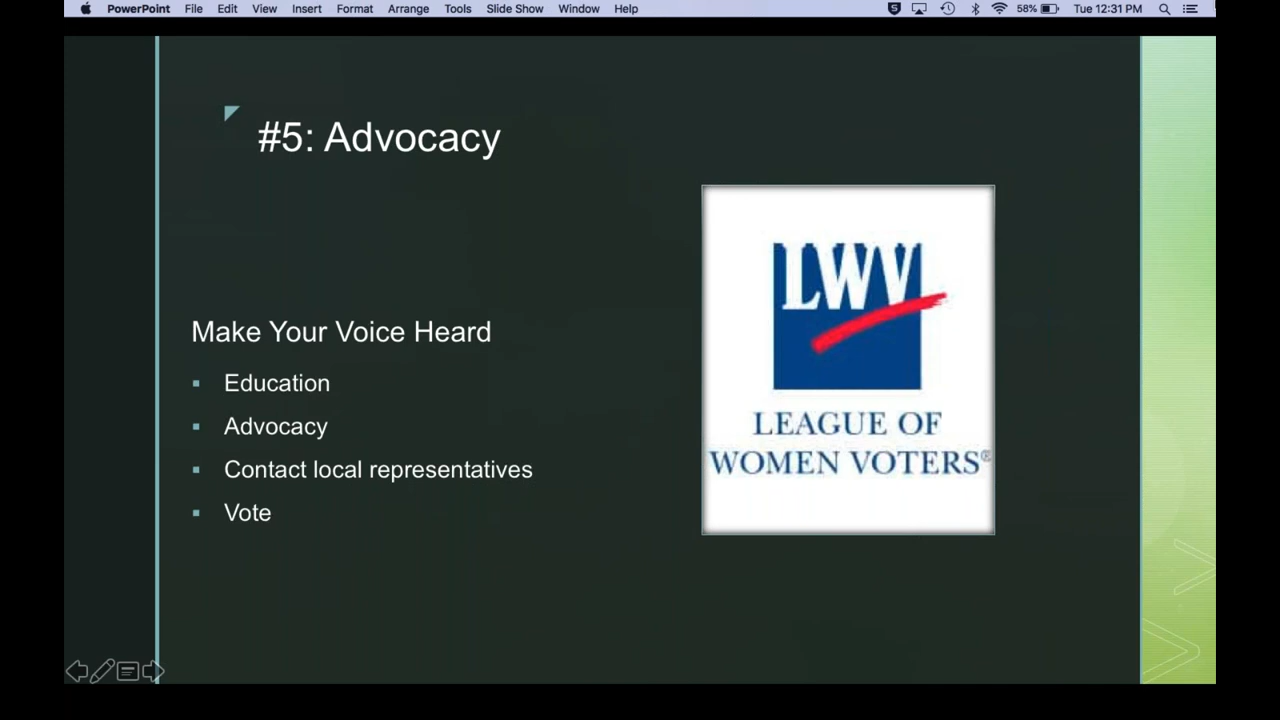 PowerPoint File Edit View Insert Format Arrange Tools Slide Show Window Help 58% Tue 12:31 PM
#5: Advocacy
Make Your Voice Heard
Education
Advocacy
Contact local representatives
Vote
LWV
LEAGUE OF
WOMEN VOTERS®